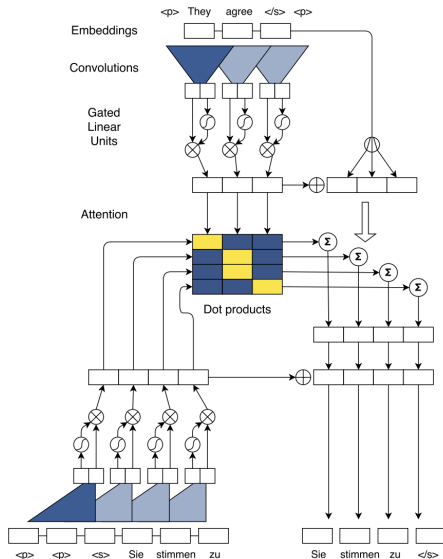 <p> They agree </s> <p>
Embeddings
Convolutions
Gated
Linear
Units
Attention
Σ
Σ
Σ
Σ
Dot products
<p> <p> <s> Sie stimmen zu
Sie stimmen zu </s>